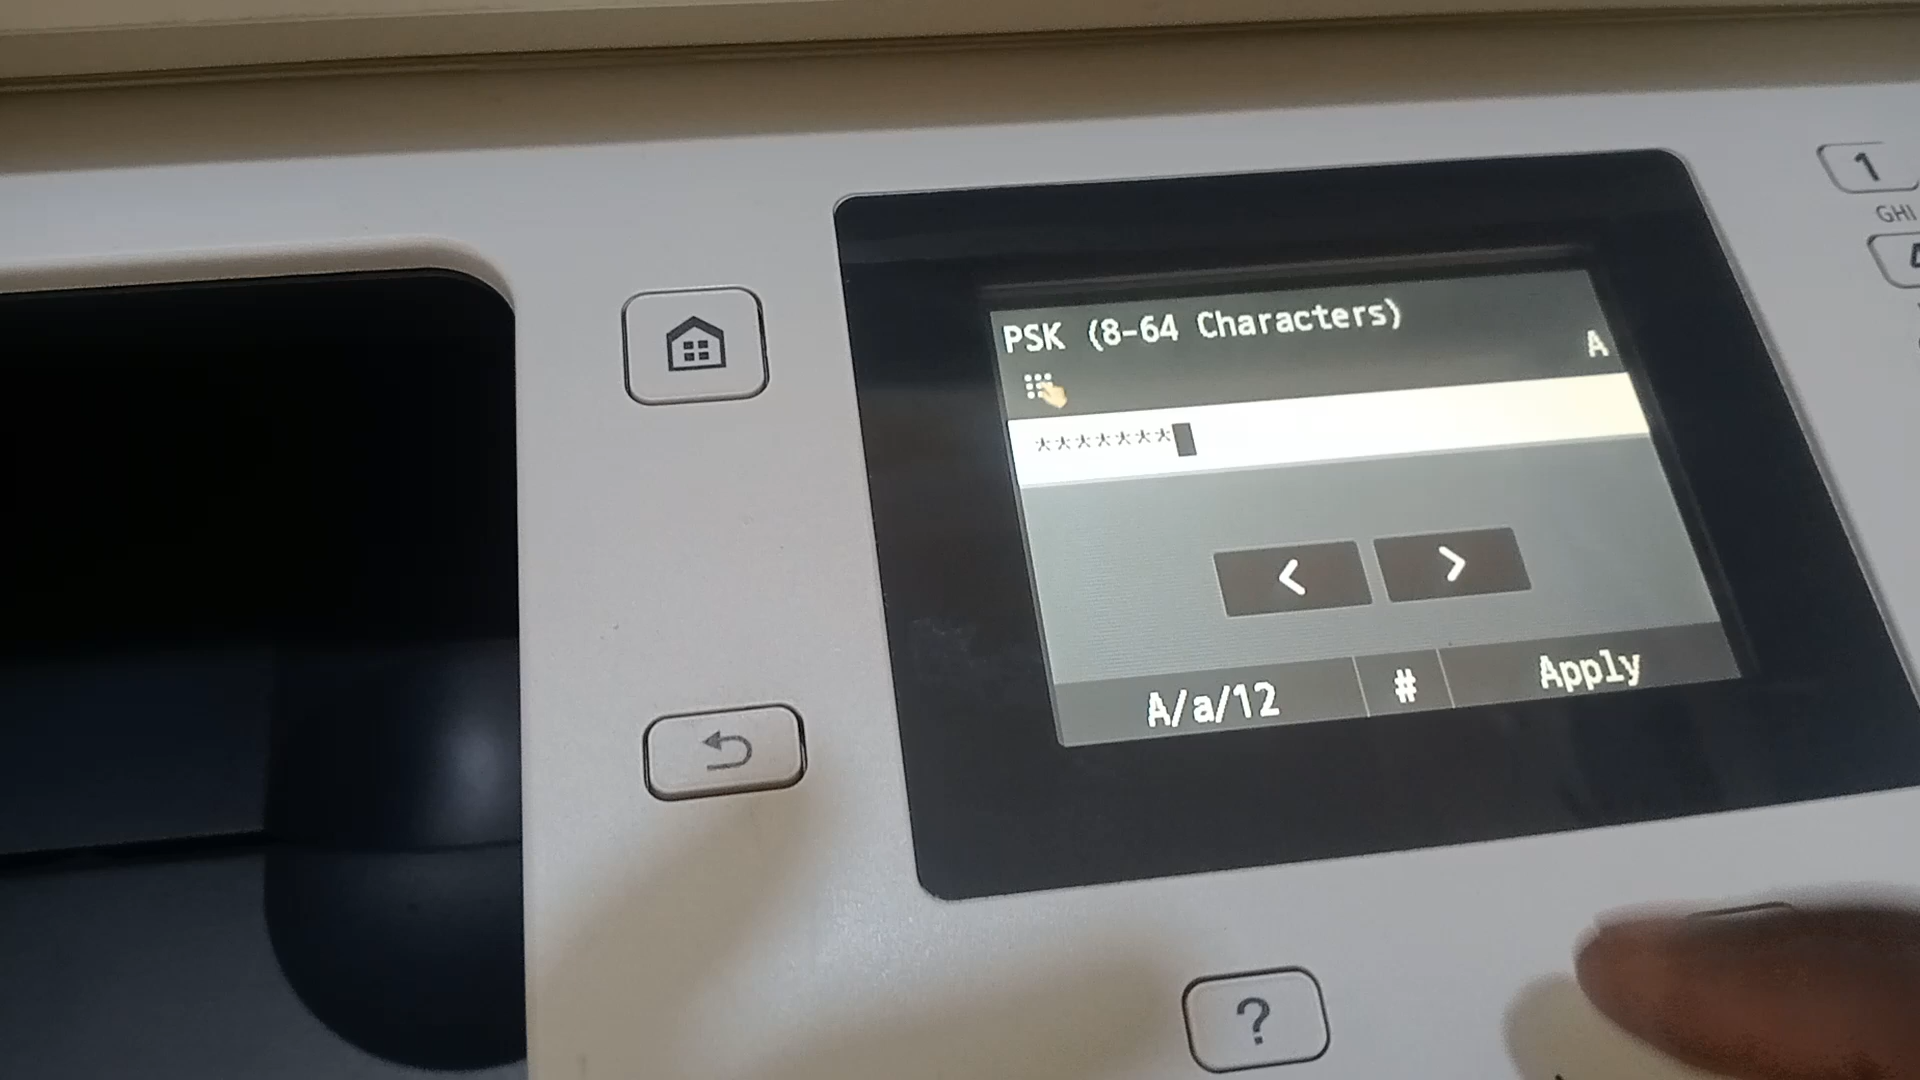 1
GHI
PSK (8-64 Characters)
A
*******
< >
A/a/12 # Apply
?